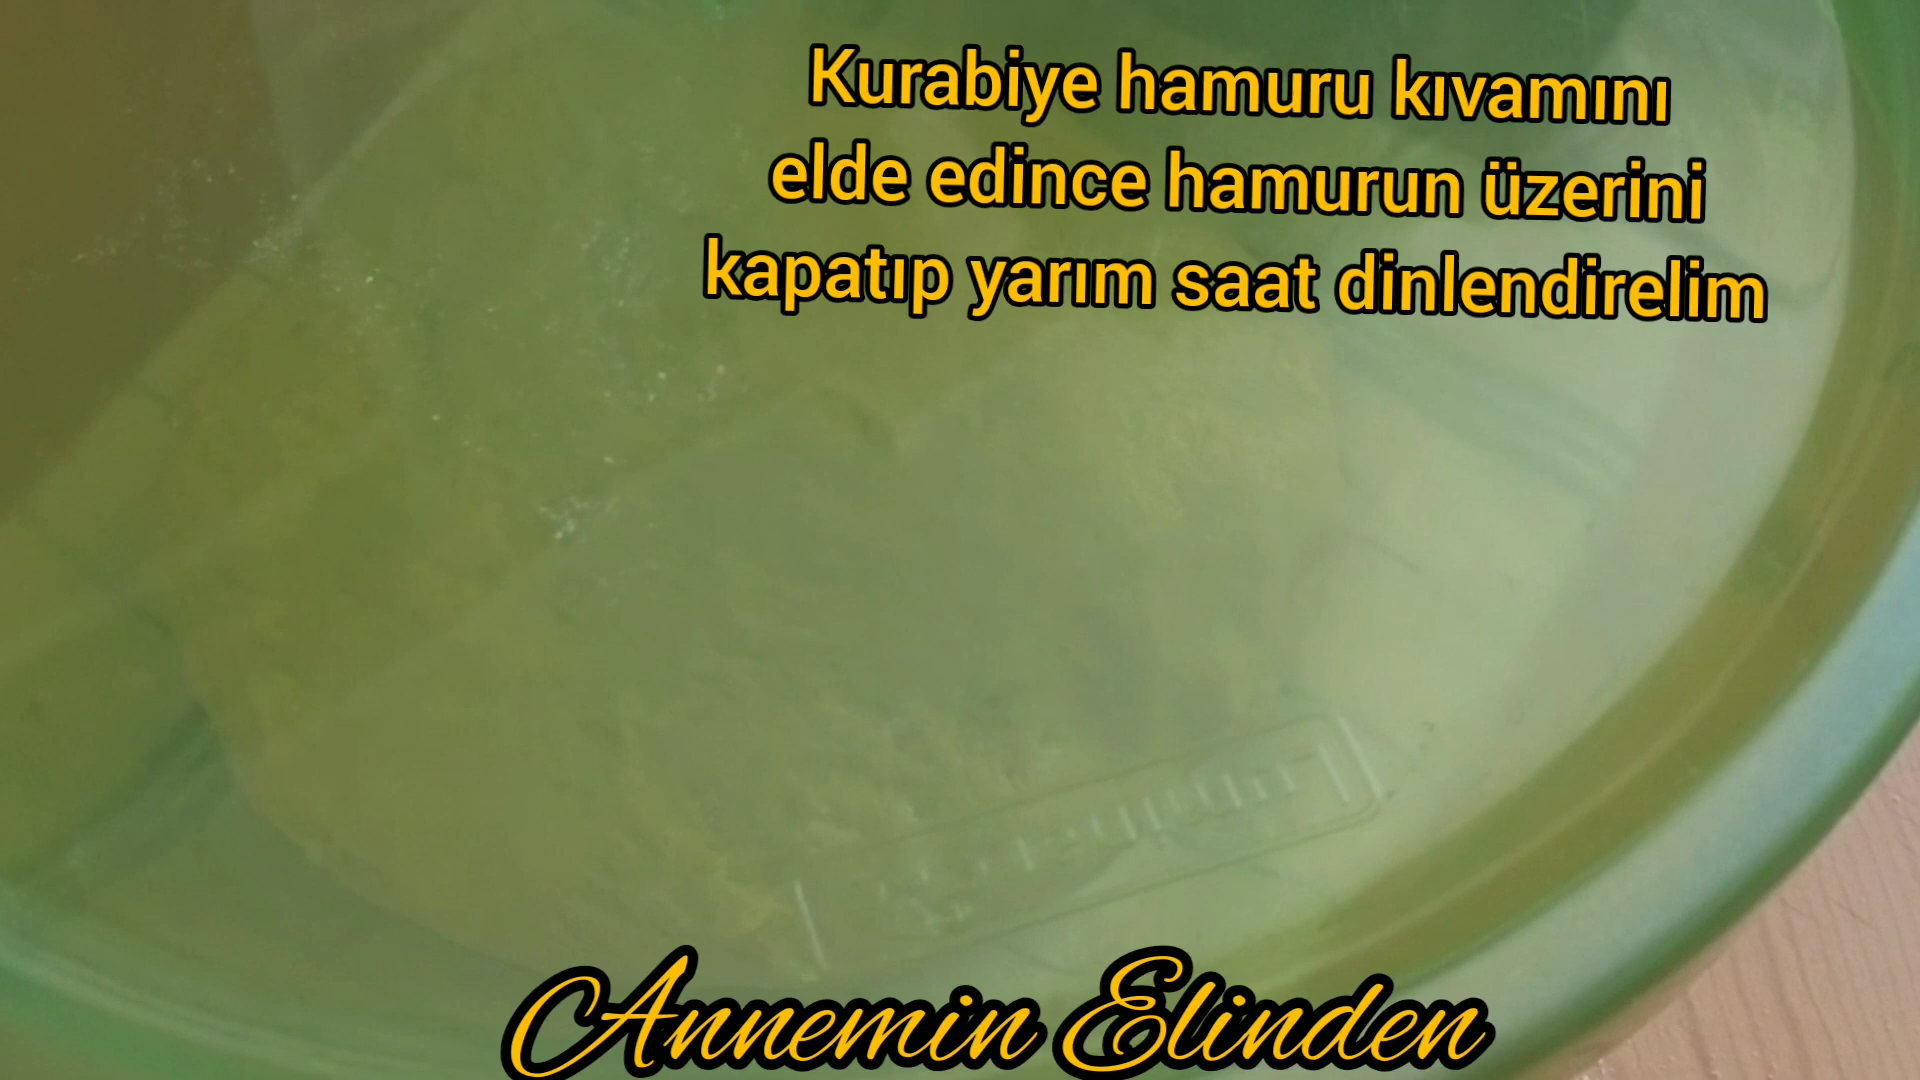 Kurabiye hamuru kıvamını
elde edince hamurun üzerini
kapatıp yarım saat dinlendirelim
Annemin Elinden